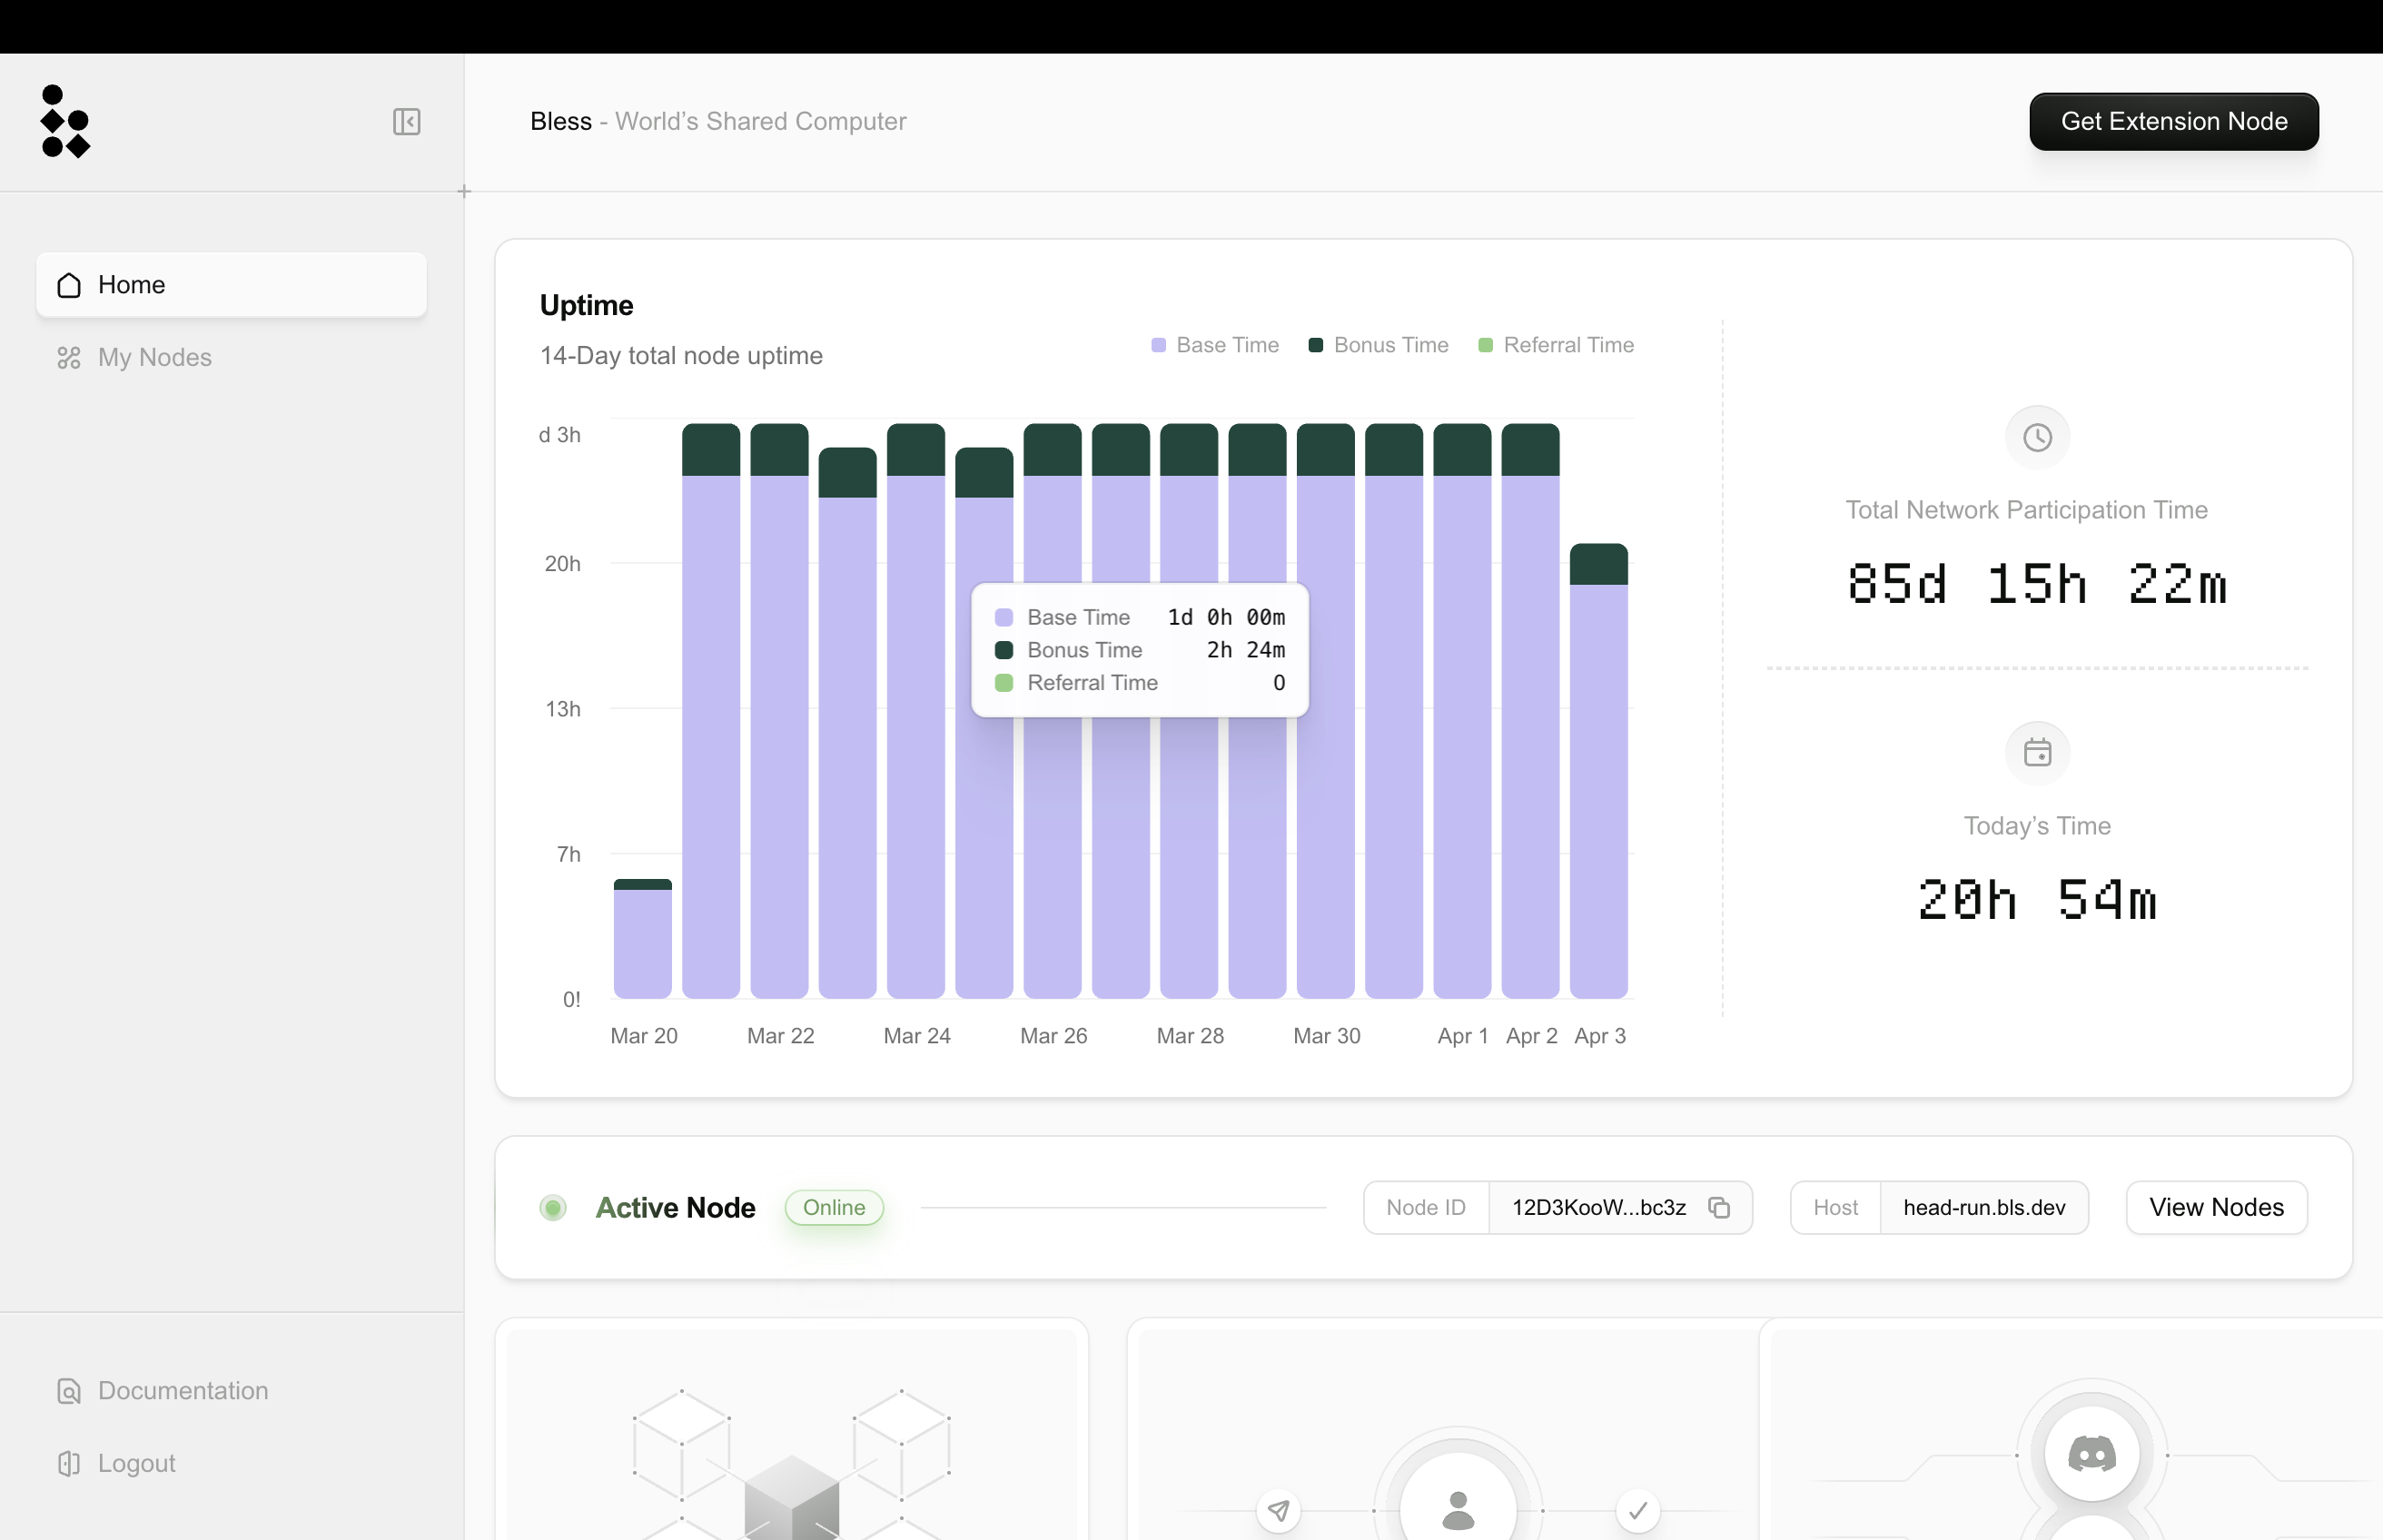 Bless - World's Shared Computer
Get Extension Node
Home
My Nodes
Documentation
Logout
Uptime
14-Day total node uptime
Base Time
Bonus Time
Referral Time
d 3h
20h
13h
7h
0!
Base Time 1d 0h 00m
Bonus Time 2h 24m
Referral Time 0
Mar 20
Mar 22
Mar 24
Mar 26
Mar 28
Mar 30
Apr 1
Apr 2
Apr 3
Total Network Participation Time
85d 15h 22m
Today's Time
20h 54m
Active Node
Online
Node ID
12D3KooW...bc3z
Host
head-run.bls.dev
View Nodes